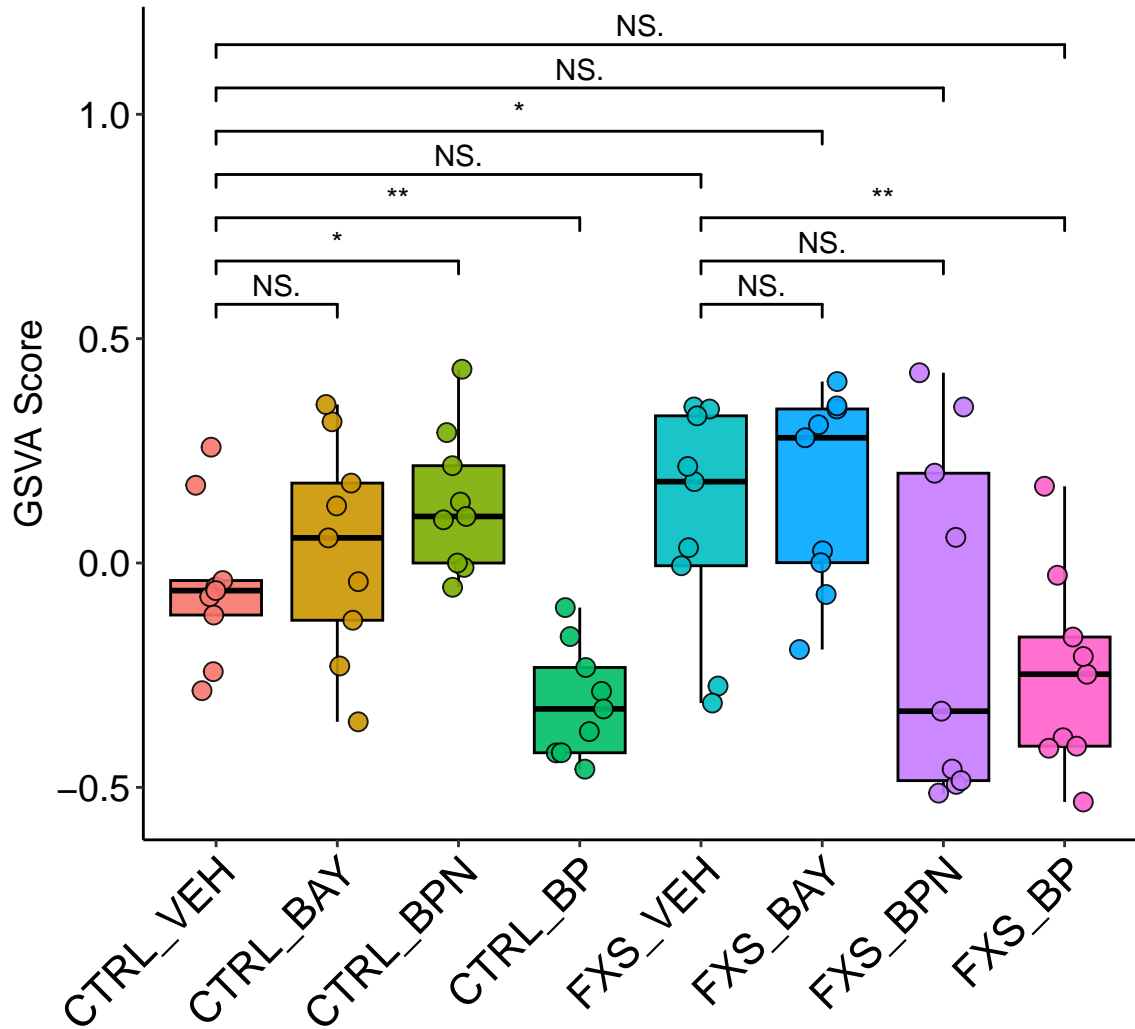 NS.
NS.
*
NS.
** **
* NS.
NS. NS.
GSVA Score
1.0
0.5
0.0
−0.5
CTRL_VEH
CTRL_BAY
CTRL_BPN
CTRL_BP
FXS_VEH
FXS_BAY
FXS_BPN
FXS_BP